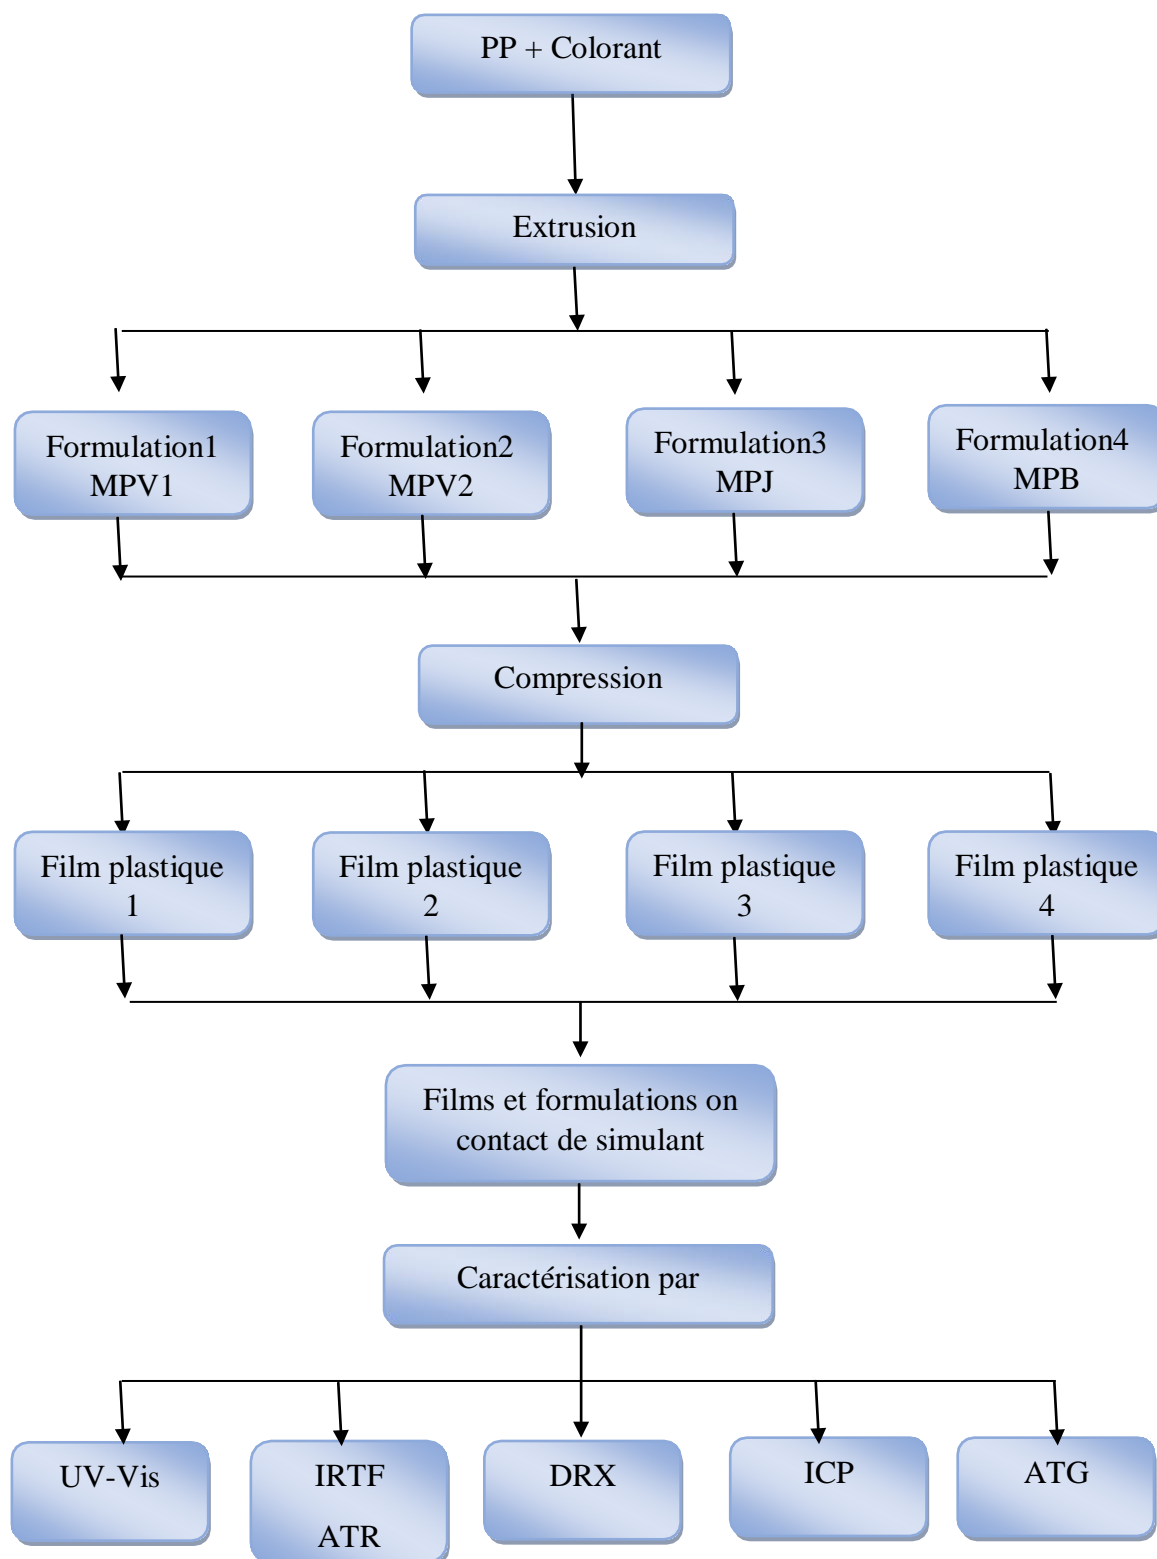 PP + Colorant
Extrusion
Formulation1
MPV1
Formulation2
MPV2
Formulation3
MPJ
Formulation4
MPB
Compression
Film plastique
1
Film plastique
2
Film plastique
3
Film plastique
4
Films et formulations on
contact de simulant
Caractérisation par
UV-Vis
IRTF
ATR
DRX
ICP
ATG